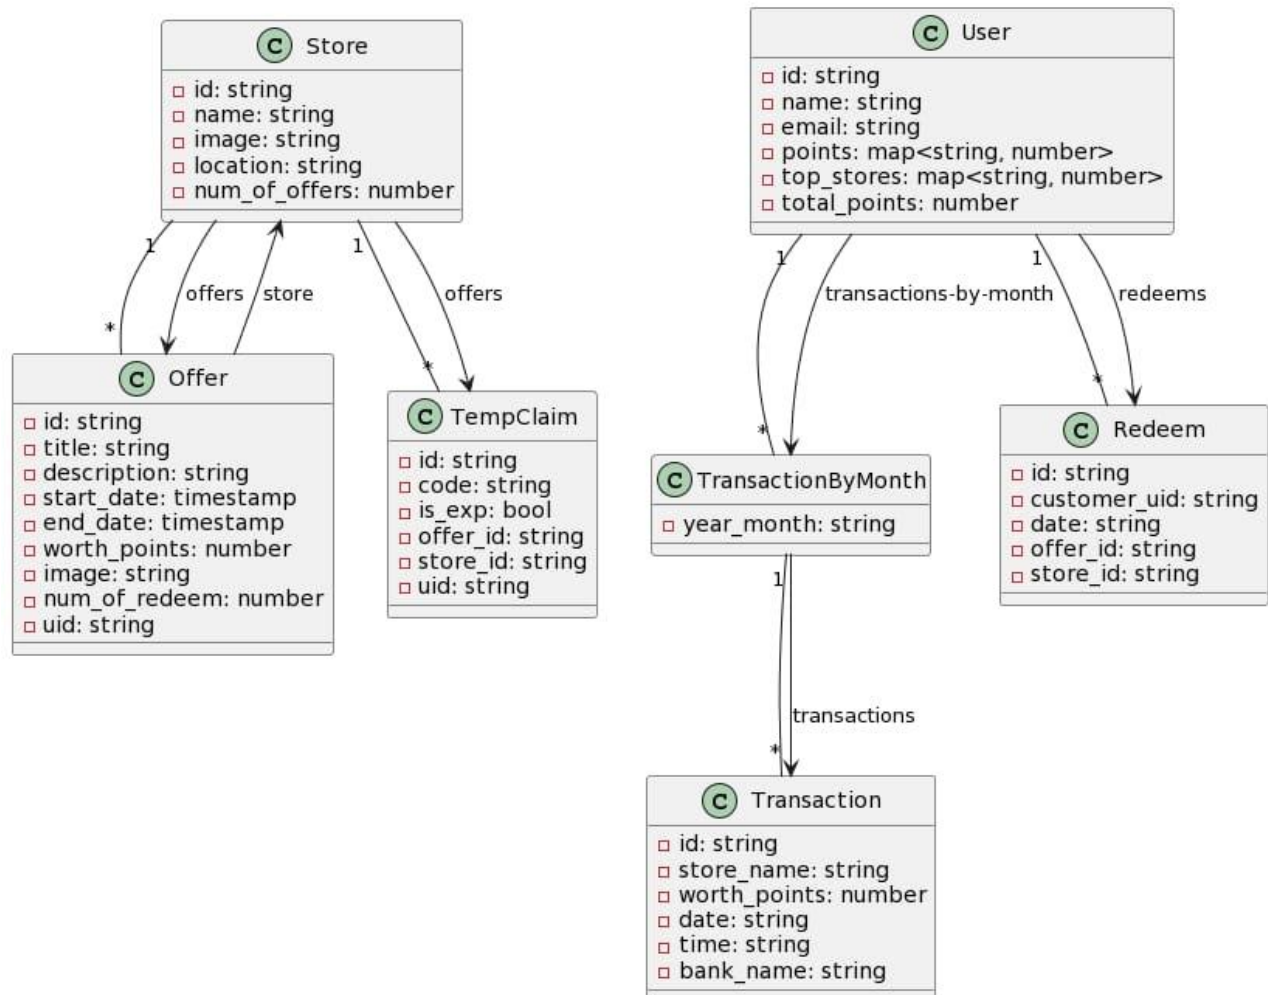 C Store
id: string
name: string
image: string
location: string
num_of_offers: number
C User
id: string
name: string
email: string
points: map<string, number>
top_stores: map<string, number>
total_points: number
1
1
1
1
offers
store
offers
transactions-by-month
redeems
*
*
*
*
C Offer
id: string
title: string
description: string
start_date: timestamp
end_date: timestamp
worth_points: number
image: string
num_of_redeem: number
uid: string
C TempClaim
id: string
code: string
is_exp: bool
offer_id: string
store_id: string
uid: string
C TransactionByMonth
year_month: string
C Redeem
id: string
customer_uid: string
date: string
offer_id: string
store_id: string
1
transactions
*
C Transaction
id: string
store_name: string
worth_points: number
date: string
time: string
bank_name: string